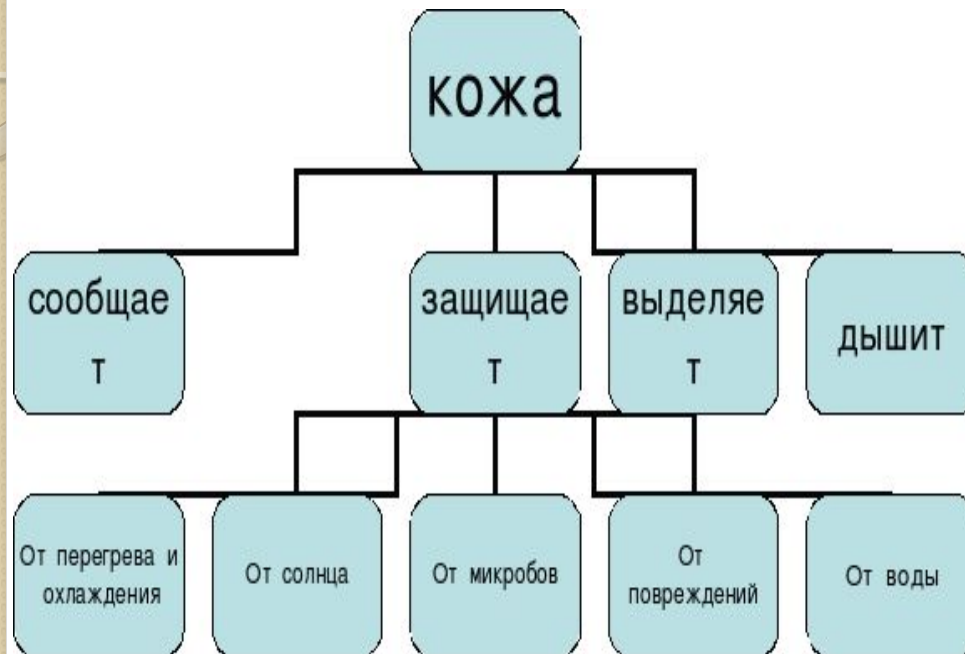 кожа
сообщае
т
защищае
т
выделяе
т
дышит
От перегрева и
охлаждения
От солнца
От микробов
От
повреждений
От воды